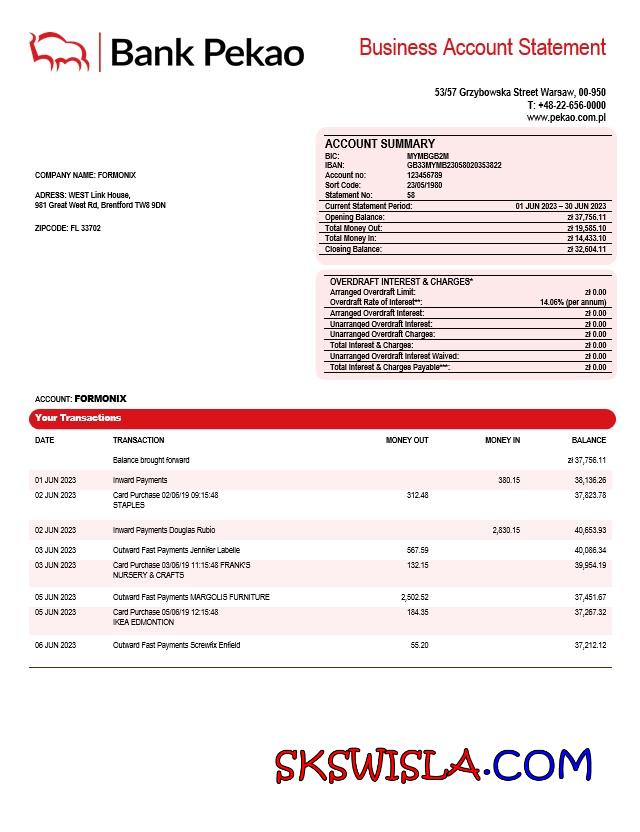 Bank Pekao
Business Account Statement
53/57 Grzybowska Street Warsaw, 00-950
T: +48-22-656-0000
www.pekao.com.pl
ACCOUNT SUMMARY
BIC: MYMBGB2M
IBAN: GB33MYMB23058020353822
Account no: 123456789
Sort Code: 23/05/1980
Statement No: 58
Current Statement Period: 01 JUN 2023 – 30 JUN 2023
Opening Balance: zł 37,756.11
Total Money Out: zł 19,585.10
Total Money In: zł 14,433.10
Closing Balance: zł 32,604.11
COMPANY NAME: FORMONIX
ADRESS: WEST Link House,
981 Great West Rd, Brentford TW8 9DN
ZIPCODE: FL 33702
OVERDRAFT INTEREST & CHARGES*
Arranged Overdraft Limit: zł 0.00
Overdraft Rate of Interest**: 14.06% (per annum)
Arranged Overdraft Interest: zł 0.00
Unarranged Overdraft Interest: zł 0.00
Unarranged Overdraft Charges: zł 0.00
Total Interest & Charges: zł 0.00
Unarranged Overdraft Interest Waived: zł 0.00
Total Interest & Charges Payable***: zł 0.00
ACCOUNT: FORMONIX
Your Transactions
DATE TRANSACTION MONEY OUT MONEY IN BALANCE
Balance brought forward zł 37,756.11
01 JUN 2023 Inward Payments 380.15 38,136.26
02 JUN 2023 Card Purchase 02/06/19 09:15:48 312.48 37,823.78
STAPLES
02 JUN 2023 Inward Payments Douglas Rubio 2,830.15 40,653.93
03 JUN 2023 Outward Fast Payments Jennifer Labelle 567.59 40,086.34
03 JUN 2023 Card Purchase 03/06/19 11:15:48 FRANK'S 132.15 39,954.19
NURSERY & CRAFTS
05 JUN 2023 Outward Fast Payments MARGOLIS FURNITURE 2,502.52 37,451.67
05 JUN 2023 Card Purchase 05/06/19 12:15:48 184.35 37,267.32
IKEA EDMONTION
06 JUN 2023 Outward Fast Payments Screwfix Enfield 55.20 37,212.12
SKSWISLA.COM